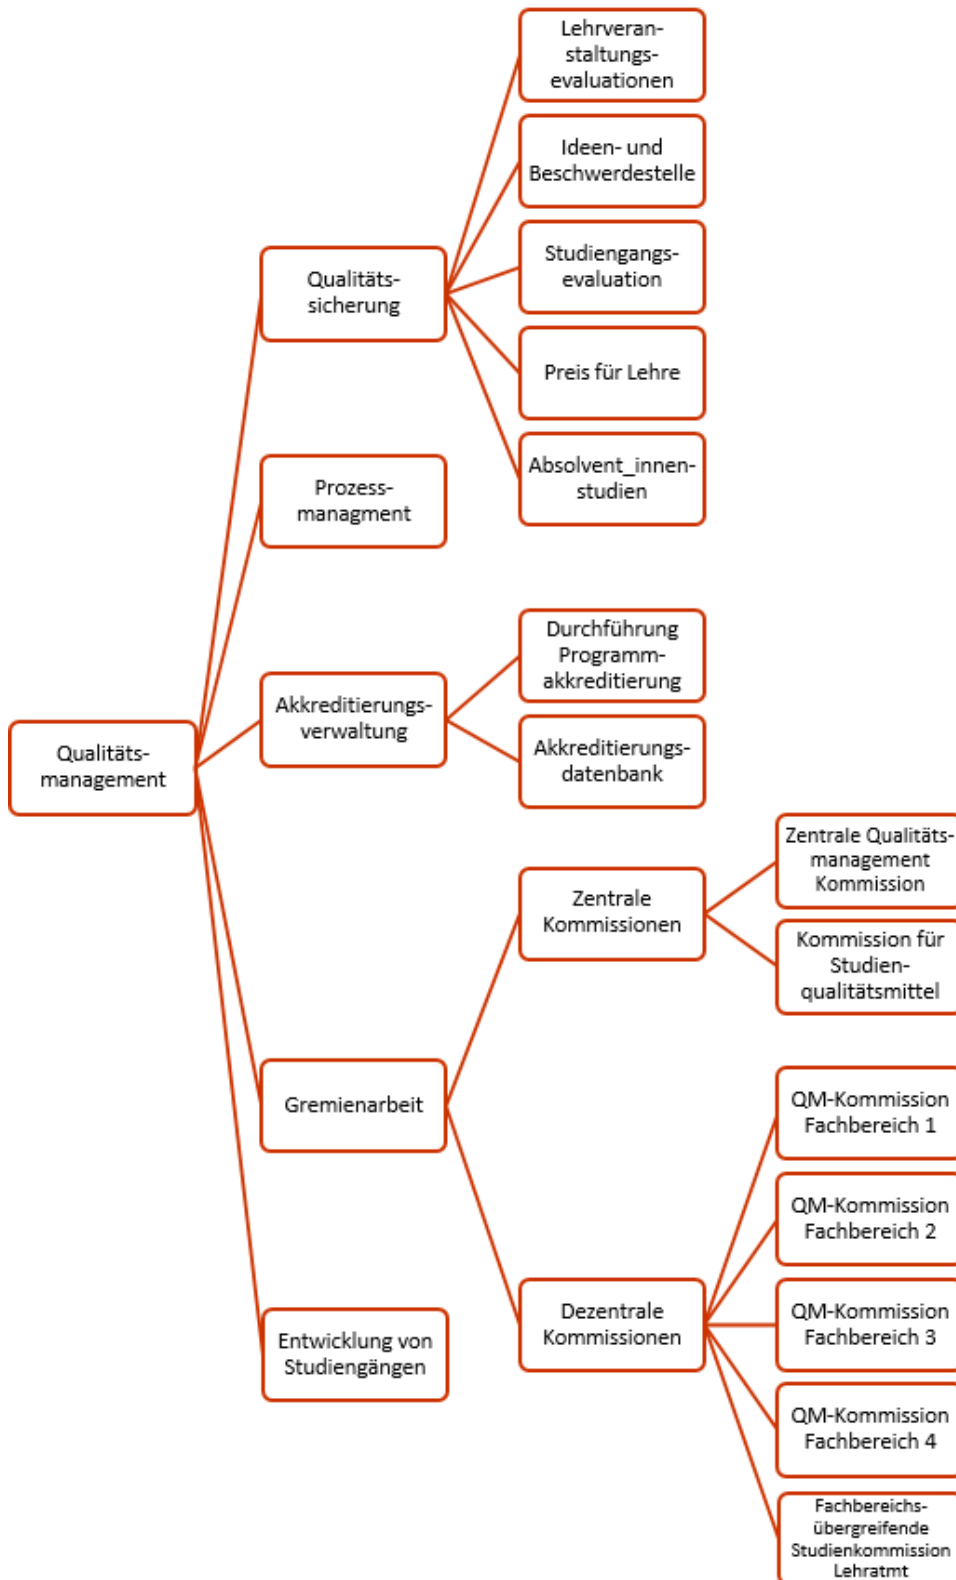 Qualitäts-
management
Qualitäts-
sicherung
Lehrveran-
staltungs-
evaluationen
Ideen- und
Beschwerdestelle
Studiengangs-
evaluation
Preis für Lehre
Absolvent_innen-
studien
Prozess-
managment
Akkreditierungs-
verwaltung
Durchführung
Programm-
akkreditierung
Akkreditierungs-
datenbank
Gremienarbeit
Zentrale
Kommissionen
Zentrale Qualitäts-
management
Kommission
Kommission für
Studien-
qualitätsmittel
Dezentrale
Kommissionen
QM-Kommission
Fachbereich 1
QM-Kommission
Fachbereich 2
QM-Kommission
Fachbereich 3
QM-Kommission
Fachbereich 4
Fachbereichs-
übergreifende
Studienkommission
Lehratmt
Entwicklung von
Studiengängen